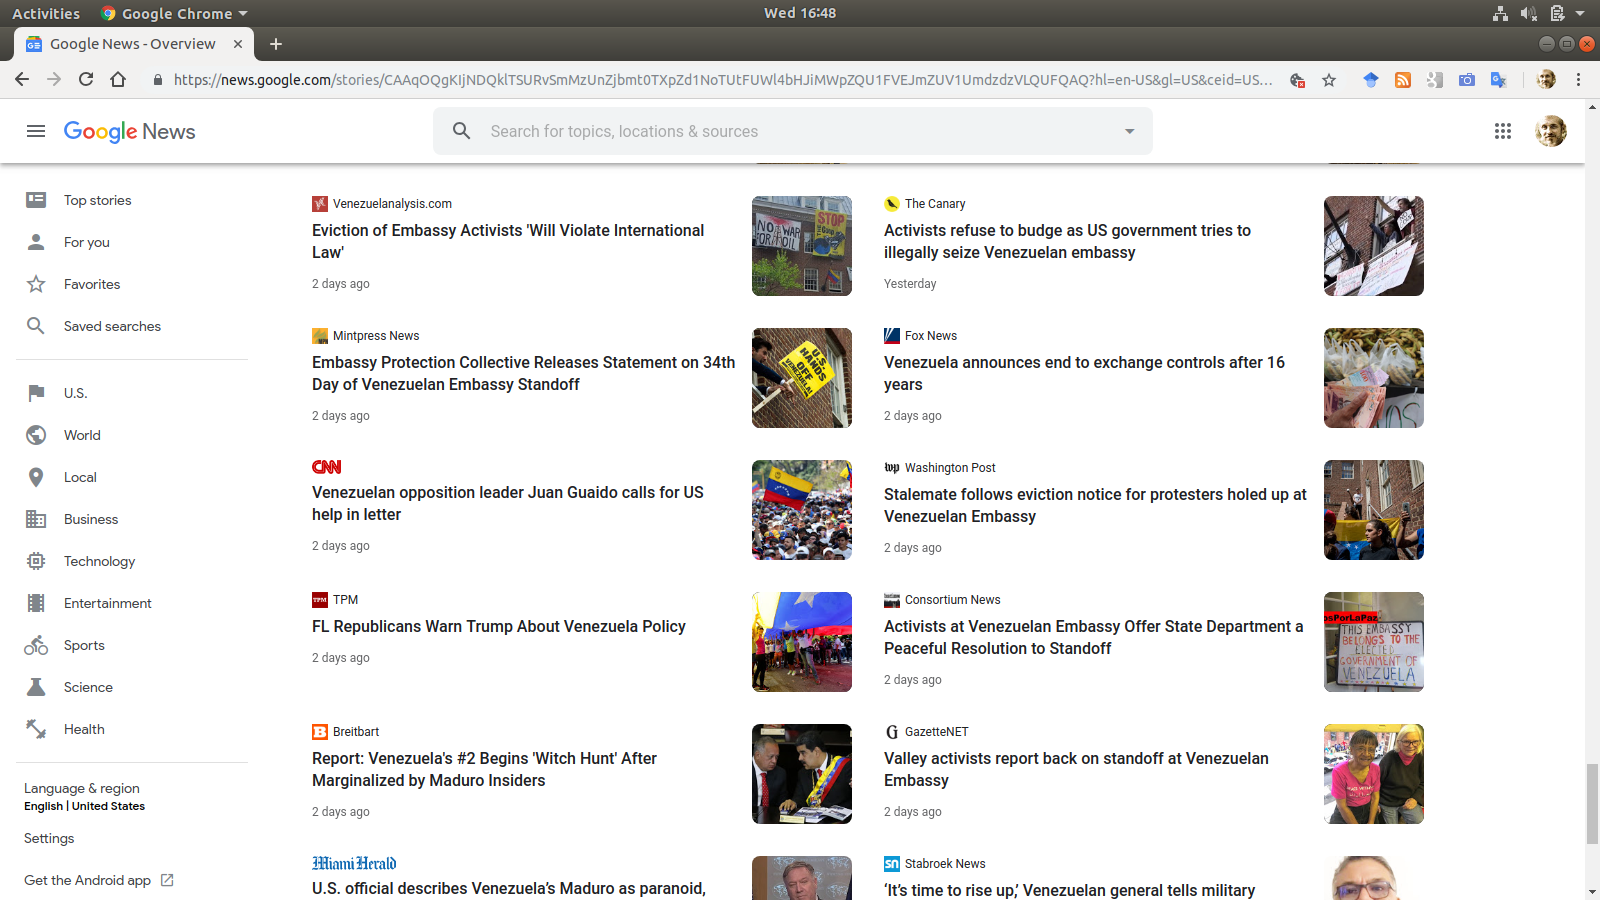 Activities
Google Chrome
Wed 16:48
Google News - Overview
https://news.google.com/stories/CAAqOQgKIjNDQklTSURvSmMzUnZjbmt0TXpZd1NoTUtFUWl4bHJiMWpZQU1FVEJmZUV1UmdzdzVLQUFQAQ?hl=en-US&gl=US&ceid=US...
Google News
Search for topics, locations & sources
Top stories
For you
Favorites
Saved searches
U.S.
World
Local
Business
Technology
Entertainment
Sports
Science
Health
Language & region
English | United States
Settings
Get the Android app
Venezuelanalysis.com
Eviction of Embassy Activists 'Will Violate International
Law'
2 days ago
NO WAR
FOR OIL
STOP
The Canary
Activists refuse to budge as US government tries to
illegally seize Venezuelan embassy
Yesterday
Mintpress News
Embassy Protection Collective Releases Statement on 34th
Day of Venezuelan Embassy Standoff
2 days ago
U.S.
HANDS
OFF
VENEZUELA!
Fox News
Venezuela announces end to exchange controls after 16
years
2 days ago
CNN
Venezuelan opposition leader Juan Guaido calls for US
help in letter
2 days ago
wp Washington Post
Stalemate follows eviction notice for protesters holed up at
Venezuelan Embassy
2 days ago
TPM TPM
FL Republicans Warn Trump About Venezuela Policy
2 days ago
Consortium News
Activists at Venezuelan Embassy Offer State Department a
Peaceful Resolution to Standoff
2 days ago
osPorLaPaz
THIS EMBASSY
BELONGS TO THE
ELECTED
GOVERNMENT OF
VENEZUELA
B Breitbart
Report: Venezuela's #2 Begins 'Witch Hunt' After
Marginalized by Maduro Insiders
2 days ago
G GazetteNET
Valley activists report back on standoff at Venezuelan
Embassy
2 days ago
Miami Herald
U.S. official describes Venezuela’s Maduro as paranoid,
sn Stabroek News
‘It’s time to rise up,’ Venezuelan general tells military